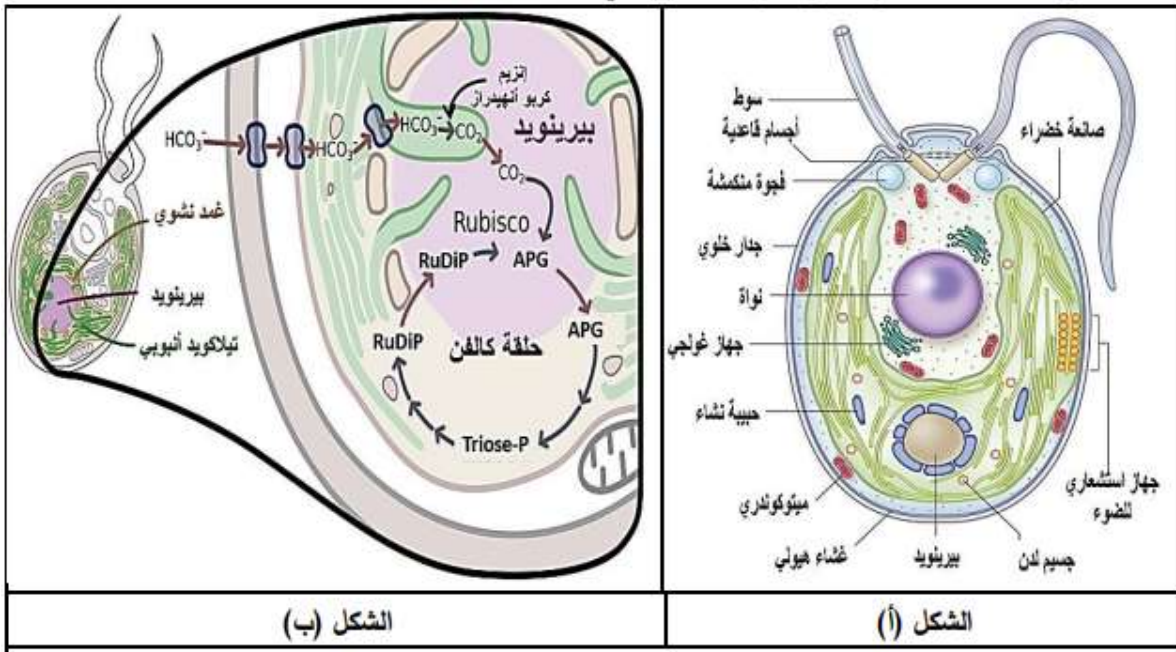 سوط
أجسام قاعدية
فجوة منكمشة
جدار خلوي
نواة
جهاز غولجي
حبيبة نشاء
ميتوكوندري
غشاء هيولي
بيرينويد
جسيم لدن
صانعة خضراء
جهاز استشعاري
للضوء
الشكل (أ)
إنزيم
كربو أنهيدراز
بيرينويد
HCO₃⁻
HCO₃⁻
HCO₃⁻
CO₂
CO₂
Rubisco
RuDiP
APG
RuDiP
APG
حلقة كالفن
Triose-P
غمد نشوي
بيرينويد
تيلاكويد أنبوبي
الشكل (ب)